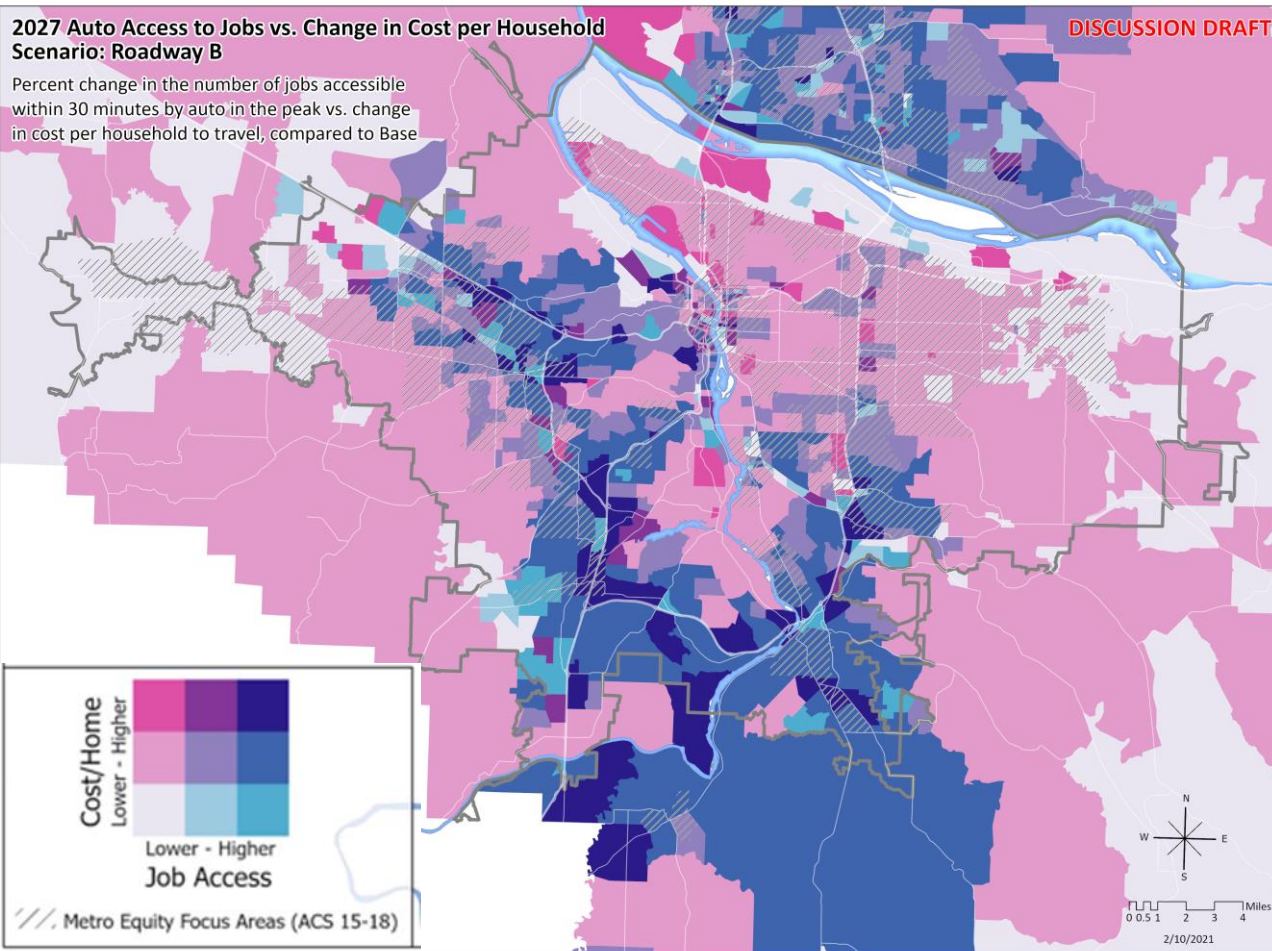 2027 Auto Access to Jobs vs. Change in Cost per Household
Scenario: Roadway B
DISCUSSION DRAFT
Percent change in the number of jobs accessible
within 30 minutes by auto in the peak vs. change
in cost per household to travel, compared to Base
Cost/Home
Lower - Higher
Lower - Higher
Job Access
Metro Equity Focus Areas (ACS 15-18)
N
W E
S
Miles
0 0.5 1 2 3 4
2/10/2021